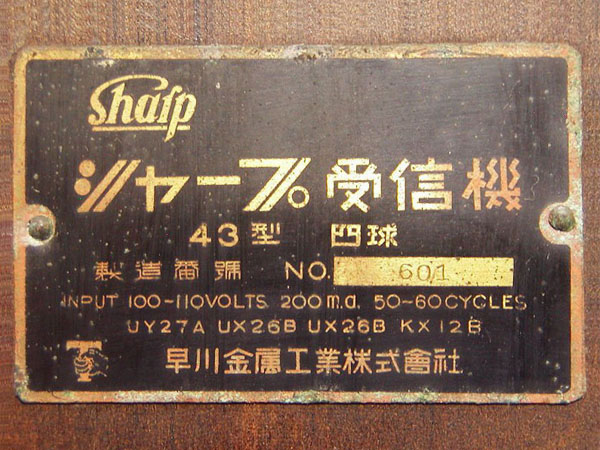 Sharp
シャープ受信機
43型 四球
製造番號 NO. 601
INPUT 100-110VOLTS 200m.a. 50-60CYCLES
UY27A UX26B UX26B KX12B
早川金属工業株式會社